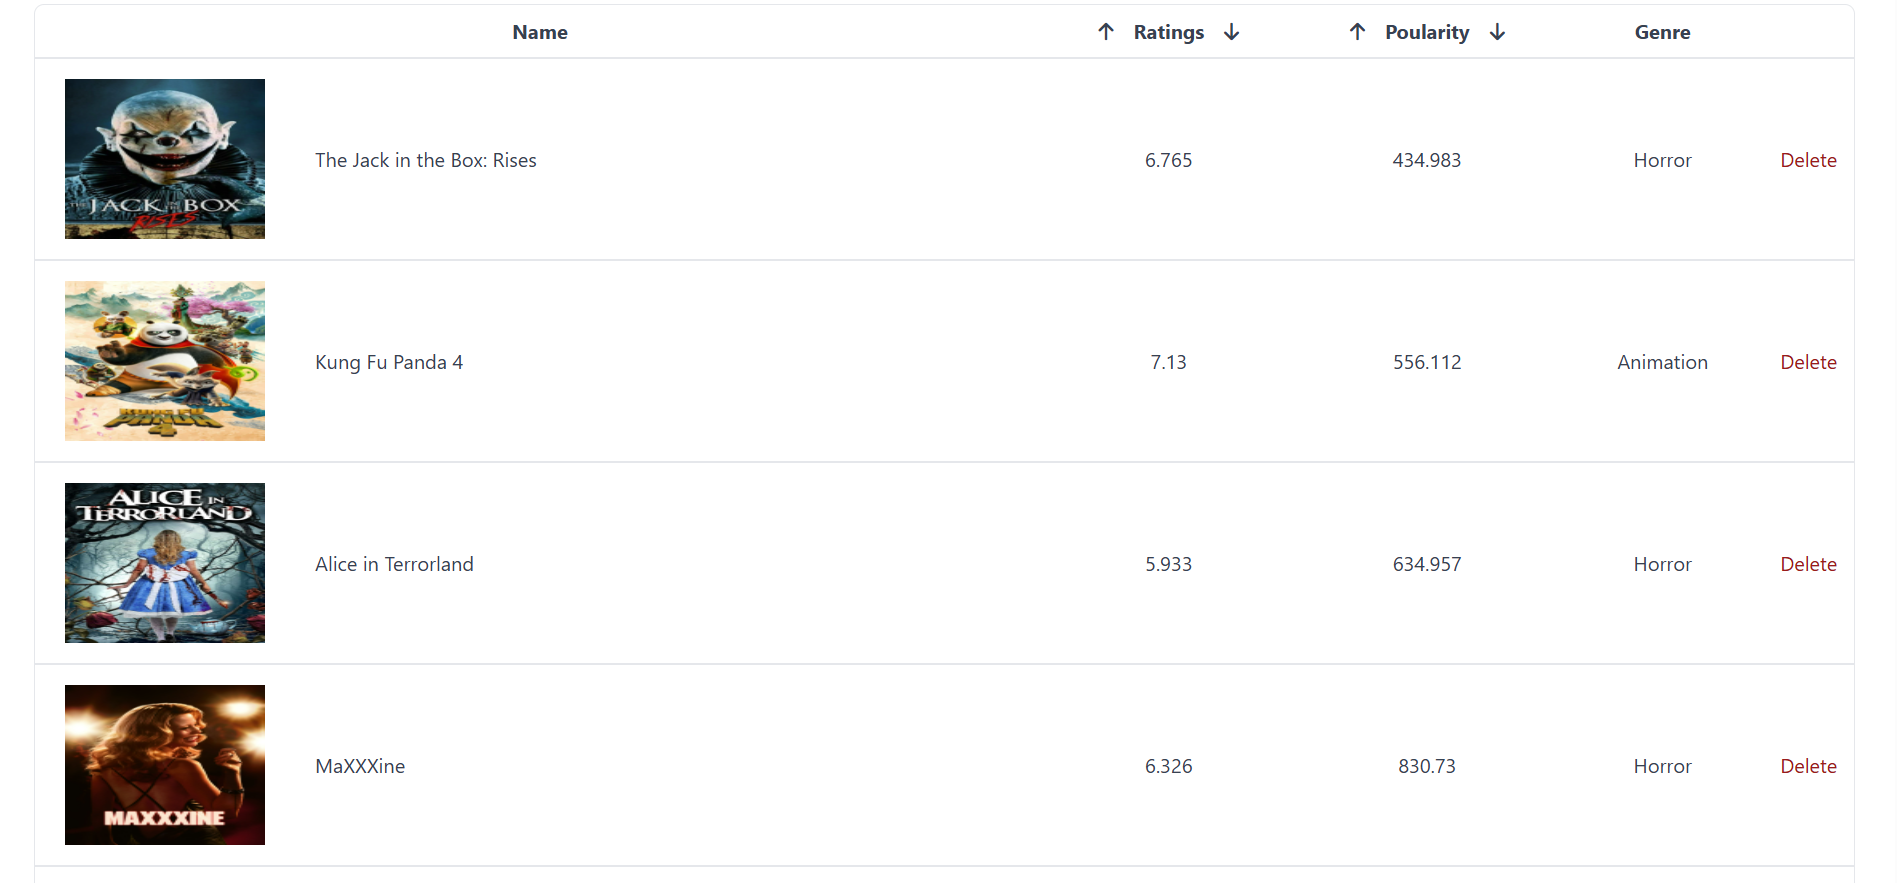 Name ↑ Ratings ↓ ↑ Poularity ↓ Genre
JACK IN THE BOX
RISES
The Jack in the Box: Rises 6.765 434.983 Horror Delete
KUNG FU
PANDA
4
Kung Fu Panda 4 7.13 556.112 Animation Delete
ALICE IN
TERRORLAND
Alice in Terrorland 5.933 634.957 Horror Delete
MAXXXINE
MaXXXine 6.326 830.73 Horror Delete